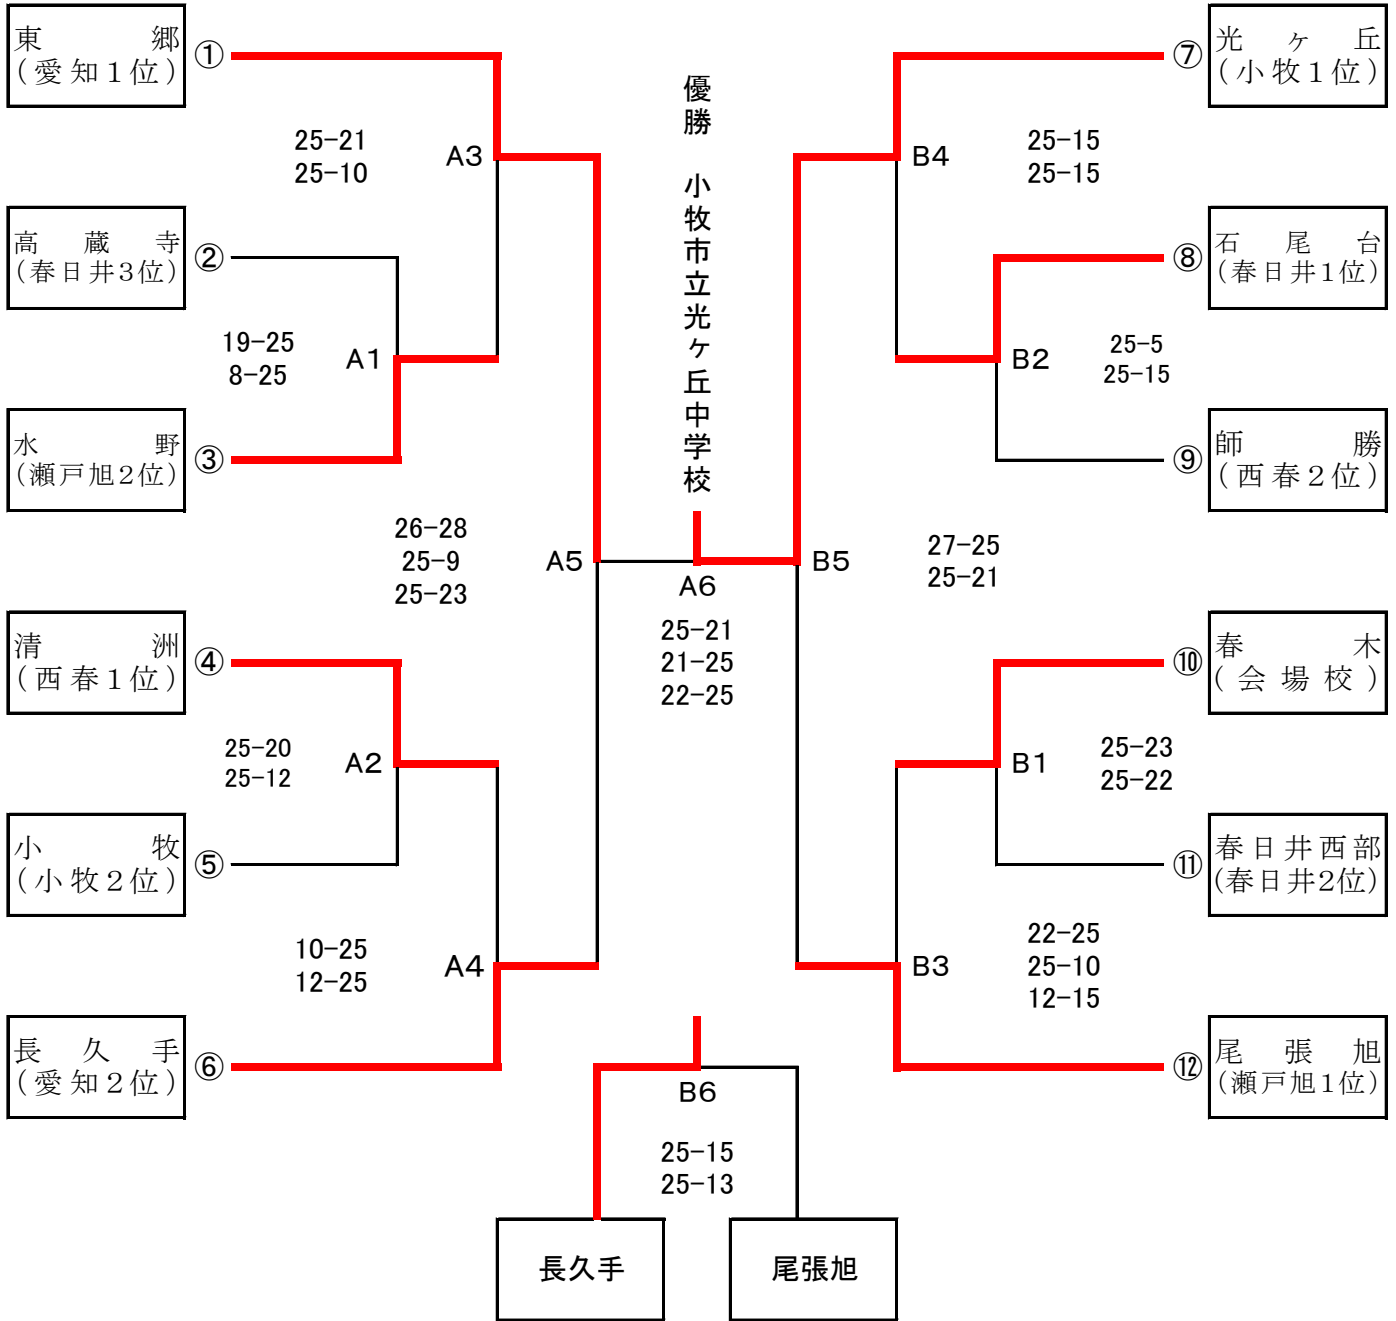 東郷
(愛知1位)
①
25-21
25-10
A3
高蔵寺
(春日井3位)
②
19-25
8-25
A1
水野
(瀬戸旭2位)
③
26-28
25-9
25-23
A5
清洲
(西春1位)
④
25-20
25-12
A2
小牧
(小牧2位)
⑤
10-25
12-25
A4
長久手
(愛知2位)
⑥
優勝　小牧市立光ヶ丘中学校
A6
25-21
21-25
22-25
B6
25-15
25-13
長久手
尾張旭
⑦
光ヶ丘
(小牧1位)
B4
25-15
25-15
⑧
石尾台
(春日井1位)
B2
25-5
25-15
⑨
師勝
(西春2位)
B5
27-25
25-21
⑩
春木
(会場校)
B1
25-23
25-22
⑪
春日井西部
(春日井2位)
B3
22-25
25-10
12-15
⑫
尾張旭
(瀬戸旭1位)